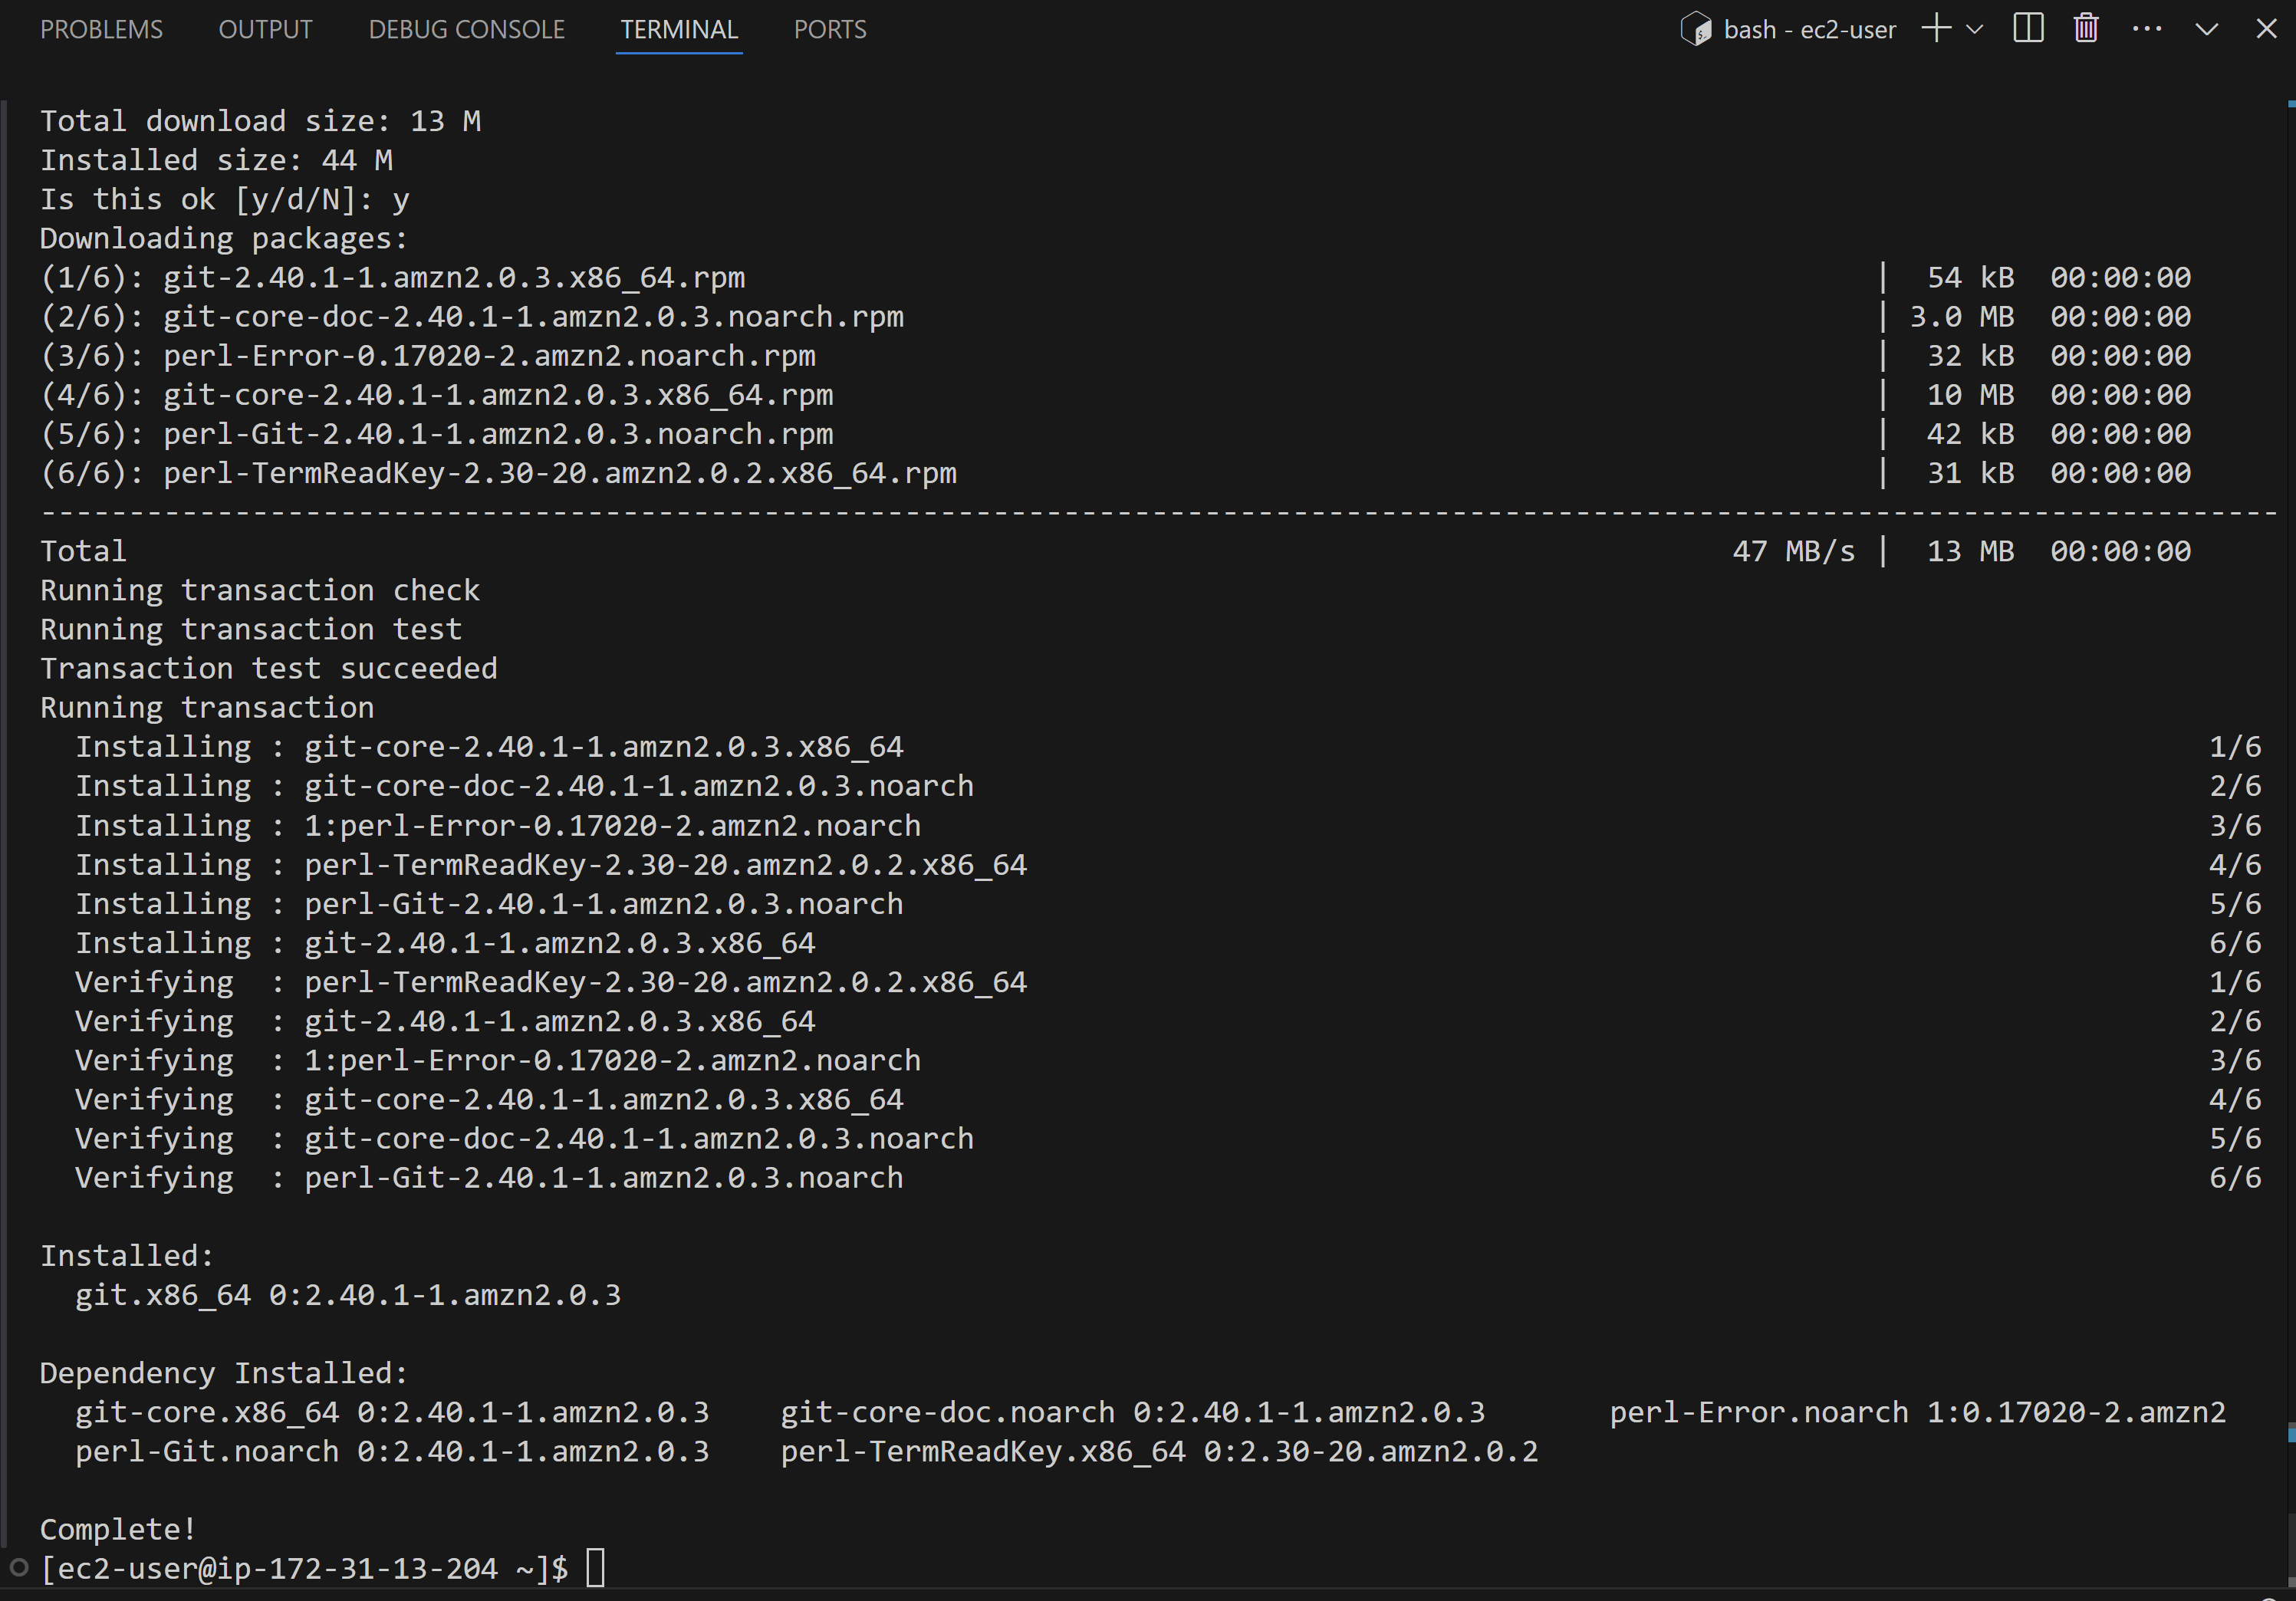 PROBLEMS OUTPUT DEBUG CONSOLE TERMINAL PORTS bash - ec2-user
Total download size: 13 M
Installed size: 44 M
Is this ok [y/d/N]: y
Downloading packages:
(1/6): git-2.40.1-1.amzn2.0.3.x86_64.rpm | 54 kB 00:00:00
(2/6): git-core-doc-2.40.1-1.amzn2.0.3.noarch.rpm | 3.0 MB 00:00:00
(3/6): perl-Error-0.17020-2.amzn2.noarch.rpm | 32 kB 00:00:00
(4/6): git-core-2.40.1-1.amzn2.0.3.x86_64.rpm | 10 MB 00:00:00
(5/6): perl-Git-2.40.1-1.amzn2.0.3.noarch.rpm | 42 kB 00:00:00
(6/6): perl-TermReadKey-2.30-20.amzn2.0.2.x86_64.rpm | 31 kB 00:00:00
-------------------------------------------------------------------------------------------------------------------------------
Total 47 MB/s | 13 MB 00:00:00
Running transaction check
Running transaction test
Transaction test succeeded
Running transaction
Installing : git-core-2.40.1-1.amzn2.0.3.x86_64 1/6
Installing : git-core-doc-2.40.1-1.amzn2.0.3.noarch 2/6
Installing : 1:perl-Error-0.17020-2.amzn2.noarch 3/6
Installing : perl-TermReadKey-2.30-20.amzn2.0.2.x86_64 4/6
Installing : perl-Git-2.40.1-1.amzn2.0.3.noarch 5/6
Installing : git-2.40.1-1.amzn2.0.3.x86_64 6/6
Verifying : perl-TermReadKey-2.30-20.amzn2.0.2.x86_64 1/6
Verifying : git-2.40.1-1.amzn2.0.3.x86_64 2/6
Verifying : 1:perl-Error-0.17020-2.amzn2.noarch 3/6
Verifying : git-core-2.40.1-1.amzn2.0.3.x86_64 4/6
Verifying : git-core-doc-2.40.1-1.amzn2.0.3.noarch 5/6
Verifying : perl-Git-2.40.1-1.amzn2.0.3.noarch 6/6
Installed:
git.x86_64 0:2.40.1-1.amzn2.0.3
Dependency Installed:
git-core.x86_64 0:2.40.1-1.amzn2.0.3 git-core-doc.noarch 0:2.40.1-1.amzn2.0.3 perl-Error.noarch 1:0.17020-2.amzn2
perl-Git.noarch 0:2.40.1-1.amzn2.0.3 perl-TermReadKey.x86_64 0:2.30-20.amzn2.0.2
Complete!
[ec2-user@ip-172-31-13-204 ~]$